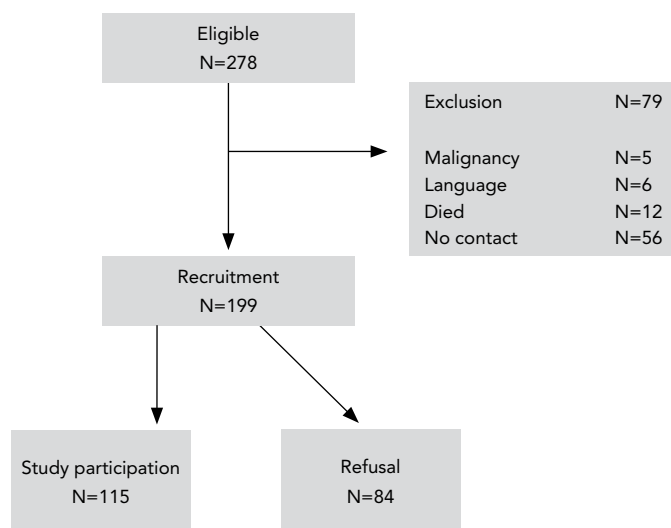 Eligible
N=278
Exclusion N=79
Malignancy N=5
Language N=6
Died N=12
No contact N=56
Recruitment
N=199
Study participation
N=115
Refusal
N=84